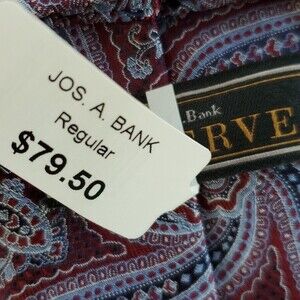 JOS. A. BANK
Regular
$79.50
. Bank
ERVE